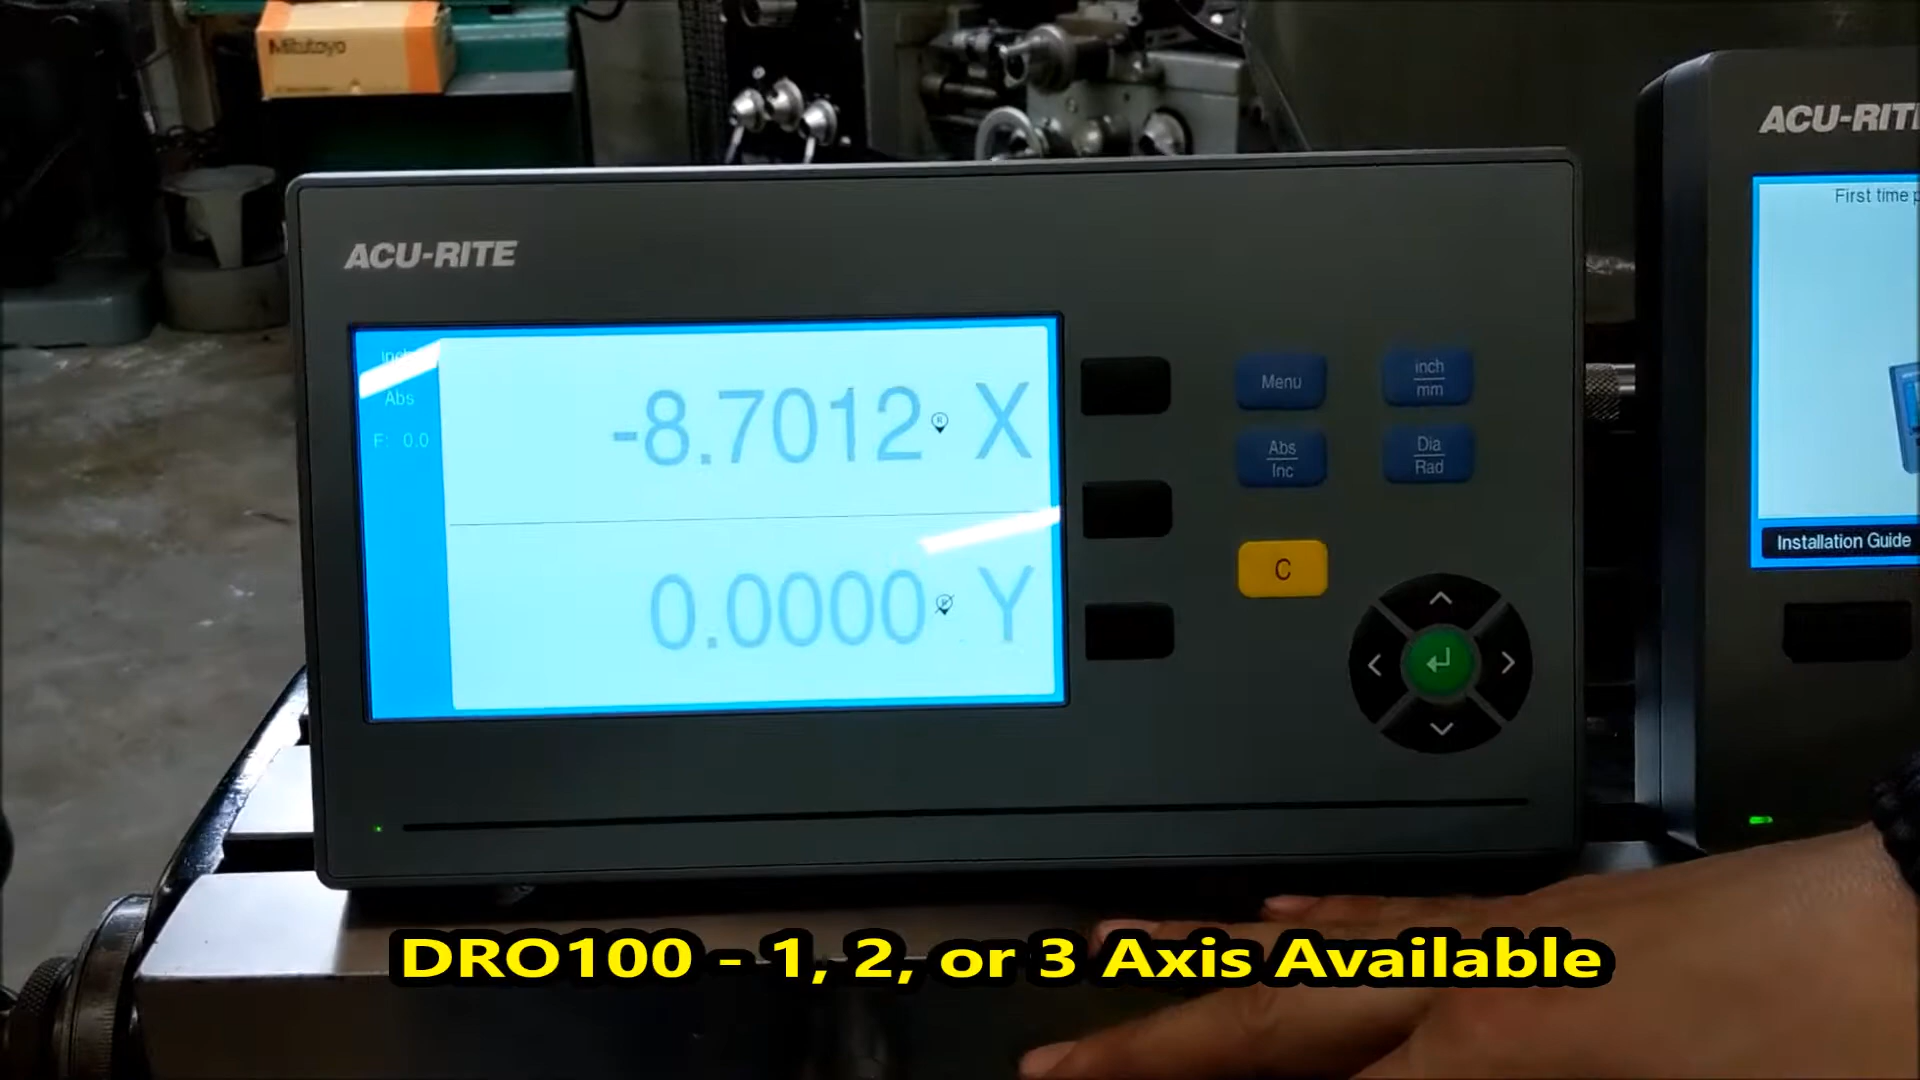 Mitutoyo
ACU-RITE
ACU-RIT
First time
inch
Abs
F: 0.0
-8.7012 X
0.0000 Y
Menu
inch
mm
Abs
Inc
Dia
Rad
C
Installation Guide
DRO100 - 1, 2, or 3 Axis Available